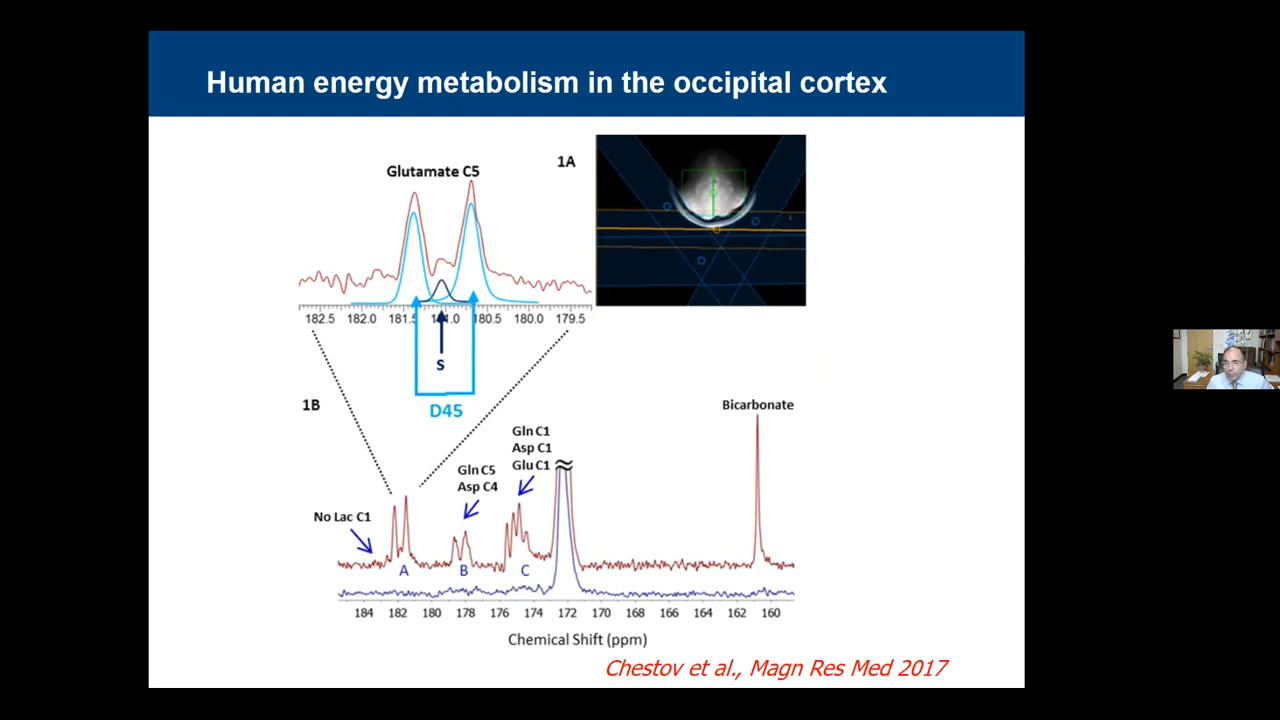 Human energy metabolism in the occipital cortex
Glutamate C5
1A
182.5 182.0 181.5 180.5 180.0 179.5
S
D45
1B
Bicarbonate
Gln C1
Asp C1
Glu C1
Gln C5
Asp C4
No Lac C1
A B C
184 182 180 178 176 174 172 170 168 166 164 162 160
Chemical Shift (ppm)
Chestov et al., Magn Res Med 2017